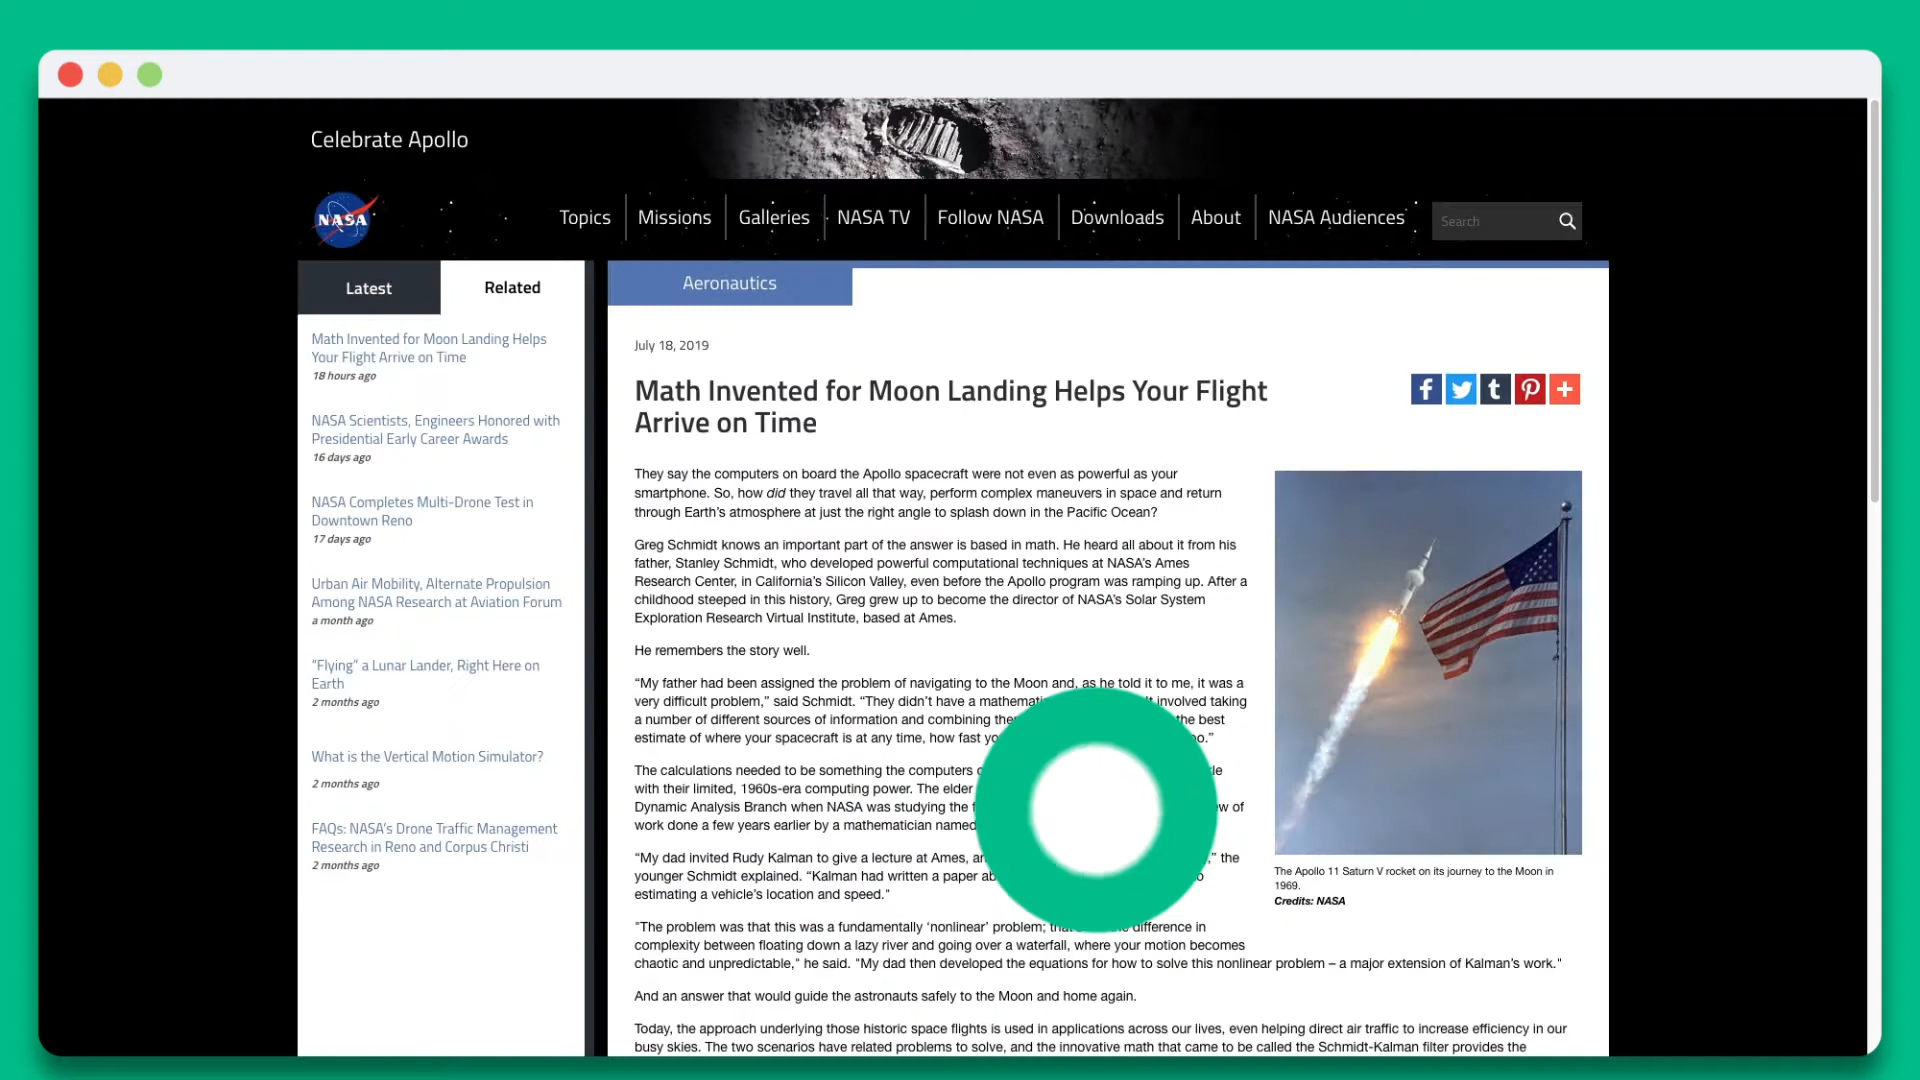 Celebrate Apollo
NASA
Topics
Missions
Galleries
NASA TV
Follow NASA
Downloads
About
NASA Audiences
Search
Latest
Related
Math Invented for Moon Landing Helps
Your Flight Arrive on Time
18 hours ago
NASA Scientists, Engineers Honored with
Presidential Early Career Awards
16 days ago
NASA Completes Multi-Drone Test in
Downtown Reno
17 days ago
Urban Air Mobility, Alternate Propulsion
Among NASA Research at Aviation Forum
a month ago
“Flying” a Lunar Lander, Right Here on
Earth
2 months ago
What is the Vertical Motion Simulator?
2 months ago
FAQs: NASA’s Drone Traffic Management
Research in Reno and Corpus Christi
2 months ago
Aeronautics
July 18, 2019
Math Invented for Moon Landing Helps Your Flight
Arrive on Time
They say the computers on board the Apollo spacecraft were not even as powerful as your
smartphone. So, how did they travel all that way, perform complex maneuvers in space and return
through Earth’s atmosphere at just the right angle to splash down in the Pacific Ocean?
Greg Schmidt knows an important part of the answer is based in math. He heard all about it from his
father, Stanley Schmidt, who developed powerful computational techniques at NASA’s Ames
Research Center, in California’s Silicon Valley, even before the Apollo program was ramping up. After a
childhood steeped in this history, Greg grew up to become the director of NASA’s Solar System
Exploration Research Virtual Institute, based at Ames.
He remembers the story well.
“My father had been assigned the problem of navigating to the Moon and, as he told it to me, it was a
very difficult problem,” said Schmidt. “They didn’t have a involved taking
a number of different sources of information and combining the best
estimate of where your spacecraft is at any time, how fast
The calculations needed to be something the computers
with their limited, 1960s-era computing power. The elder
Dynamic Analysis Branch when NASA was studying the of
work done a few years earlier by a mathematician named
“My dad invited Rudy Kalman to give a lecture at Ames, the
younger Schmidt explained. “Kalman had written a paper
estimating a vehicle’s location and speed."
"The problem was that this was a fundamentally ‘nonlinear’ problem; difference in
complexity between floating down a lazy river and going over a waterfall, where your motion becomes
chaotic and unpredictable," he said. "My dad then developed the equations for how to solve this nonlinear problem – a major extension of Kalman’s work."
And an answer that would guide the astronauts safely to the Moon and home again.
Today, the approach underlying those historic space flights is used in applications across our lives, even helping direct air traffic to increase efficiency in our
busy skies. The two scenarios have related problems to solve, and the innovative math that came to be called the Schmidt-Kalman filter provides the
The Apollo 11 Saturn V rocket on its journey to the Moon in
1969.
Credits: NASA